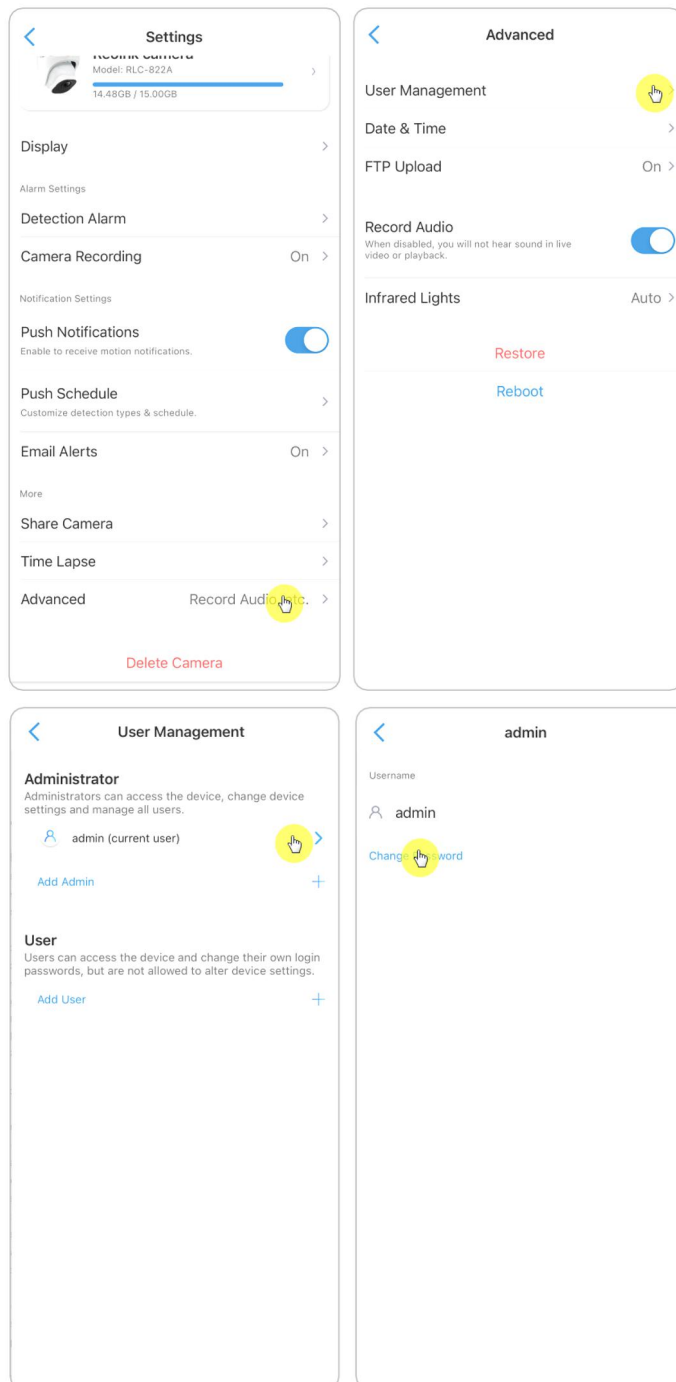 Settings
Reolink Camera
Model: RLC-822A
14.48GB / 15.00GB
Display
Alarm Settings
Detection Alarm
Camera Recording On
Notification Settings
Push Notifications
Enable to receive motion notifications.
Push Schedule
Customize detection types & schedule.
Email Alerts On
More
Share Camera
Time Lapse
Advanced Record Audio, etc.
Delete Camera
Advanced
User Management
Date & Time
FTP Upload On
Record Audio
When disabled, you will not hear sound in live
video or playback.
Infrared Lights Auto
Restore
Reboot
User Management
Administrator
Administrators can access the device, change device
settings and manage all users.
admin (current user)
Add Admin
User
Users can access the device and change their own login
passwords, but are not allowed to alter device settings.
Add User
admin
Username
admin
Change Password